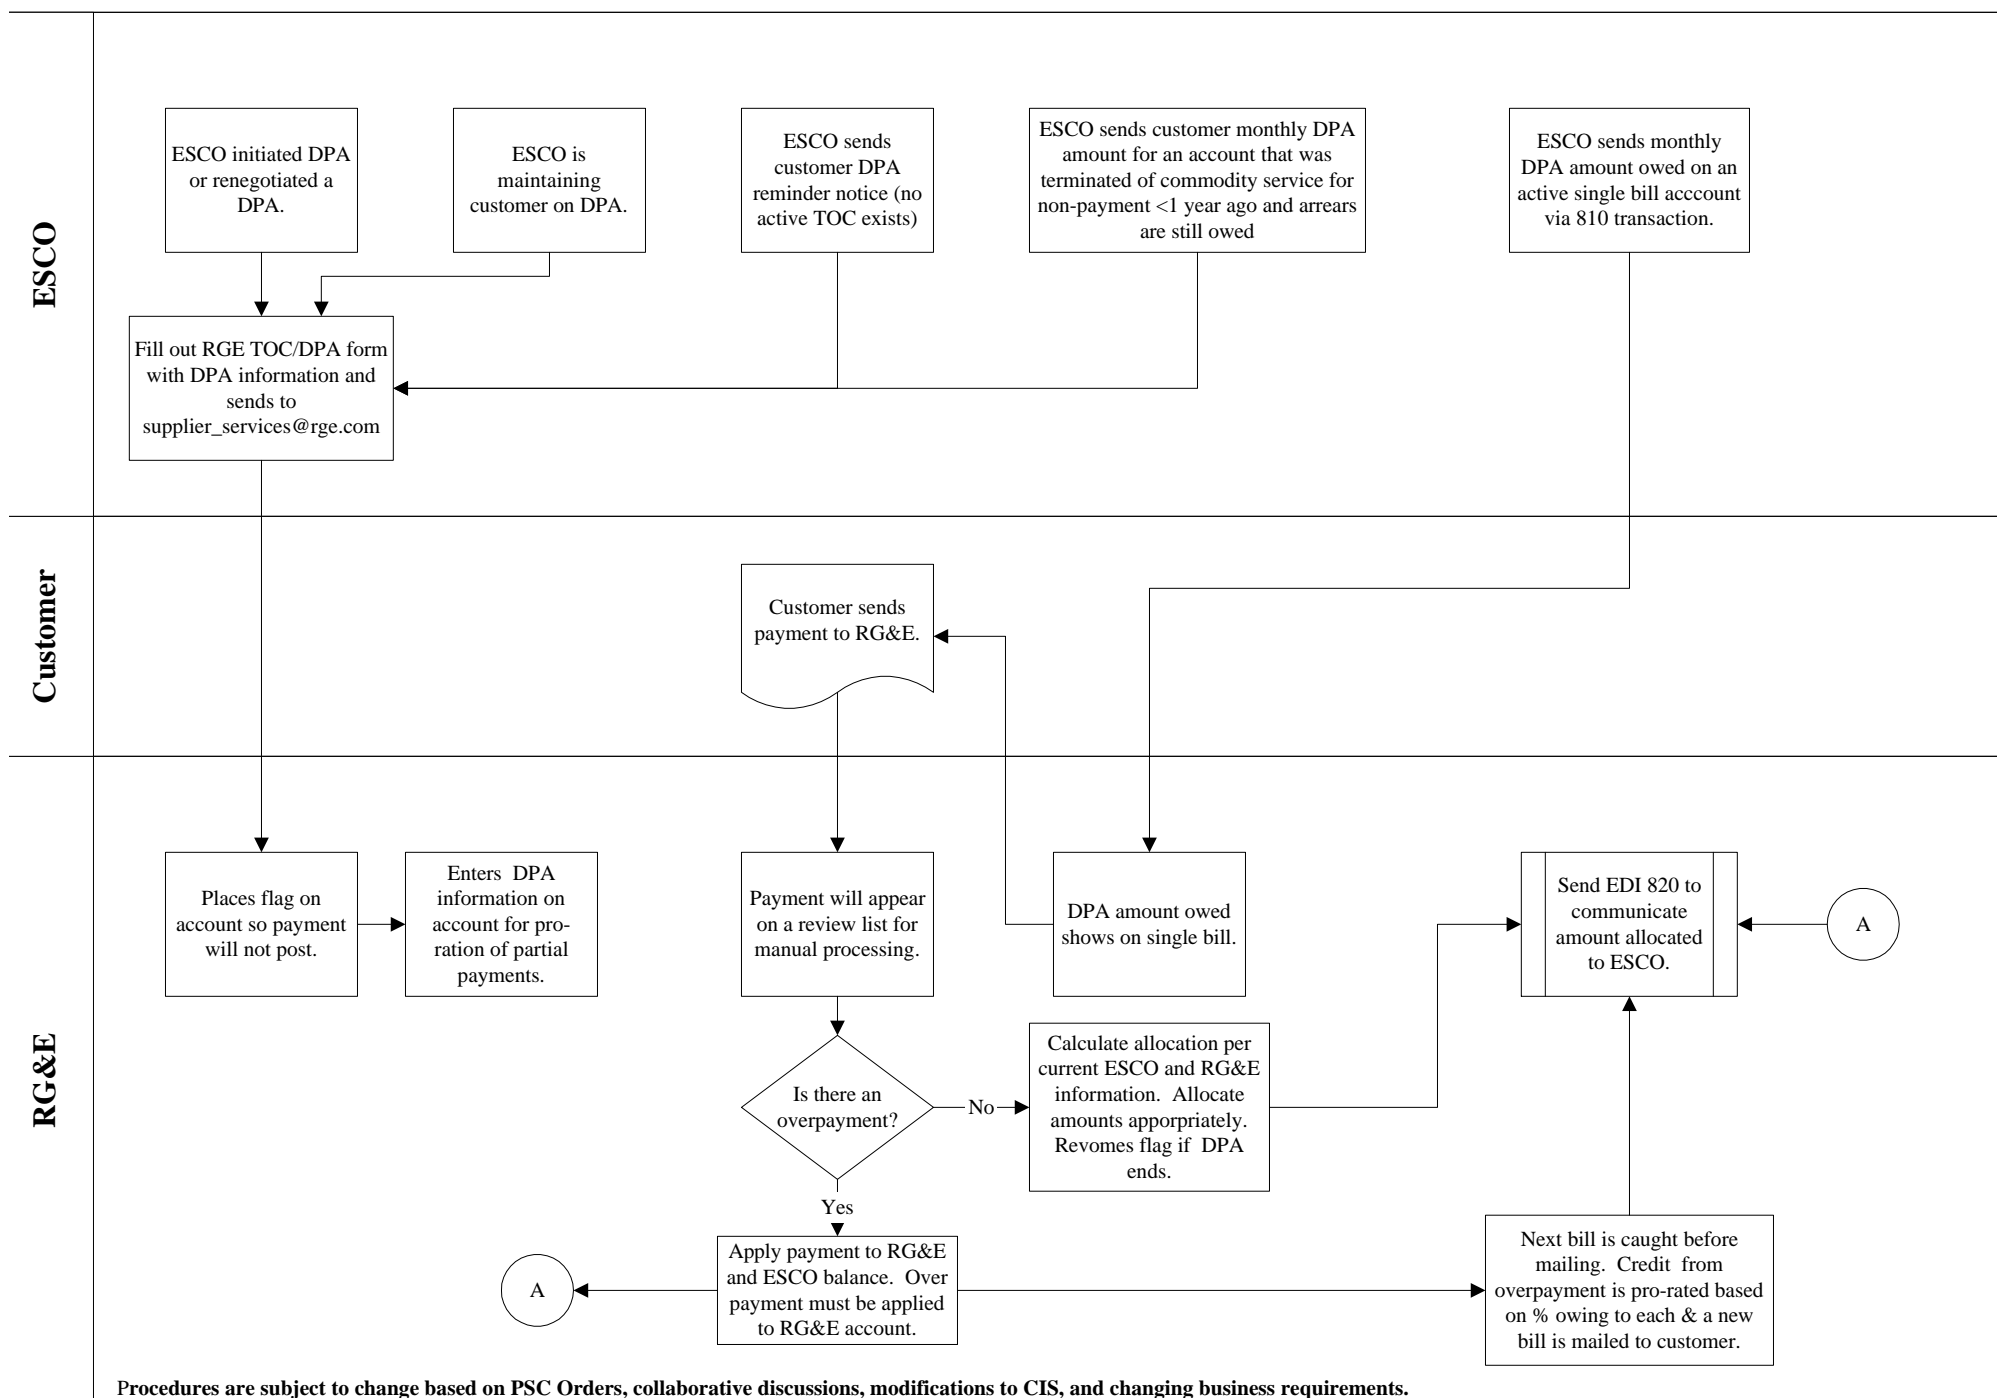 ESCO
ESCO initiated DPA
or renegotiated a
DPA.
ESCO is
maintaining
customer on DPA.
ESCO sends
customer DPA
reminder notice (no
active TOC exists)
ESCO sends customer monthly DPA
amount for an account that was
terminated of commodity service for
non-payment <1 year ago and arrears
are still owed
ESCO sends monthly
DPA amount owed on an
active single bill acccount
via 810 transaction.
Fill out RGE TOC/DPA form
with DPA information and
sends to
supplier_services@rge.com
Customer
Customer sends
payment to RG&E.
RG&E
Places flag on
account so payment
will not post.
Enters  DPA
information on
account for pro-
ration of partial
payments.
Payment will appear
on a review list for
manual processing.
DPA amount owed
shows on single bill.
Send EDI 820 to
communicate
amount allocated
to ESCO.
A
Is there an
overpayment?
No
Calculate allocation per
current ESCO and RG&E
information.  Allocate
amounts apporpriately.
Revomes flag if  DPA
ends.
Yes
A
Apply payment to RG&E
and ESCO balance.  Over
payment must be applied
to RG&E account.
Next bill is caught before
mailing.  Credit  from
overpayment is pro-rated based
on % owing to each & a new
bill is mailed to customer.
Procedures are subject to change based on PSC Orders, collaborative discussions, modifications to CIS, and changing business requirements.